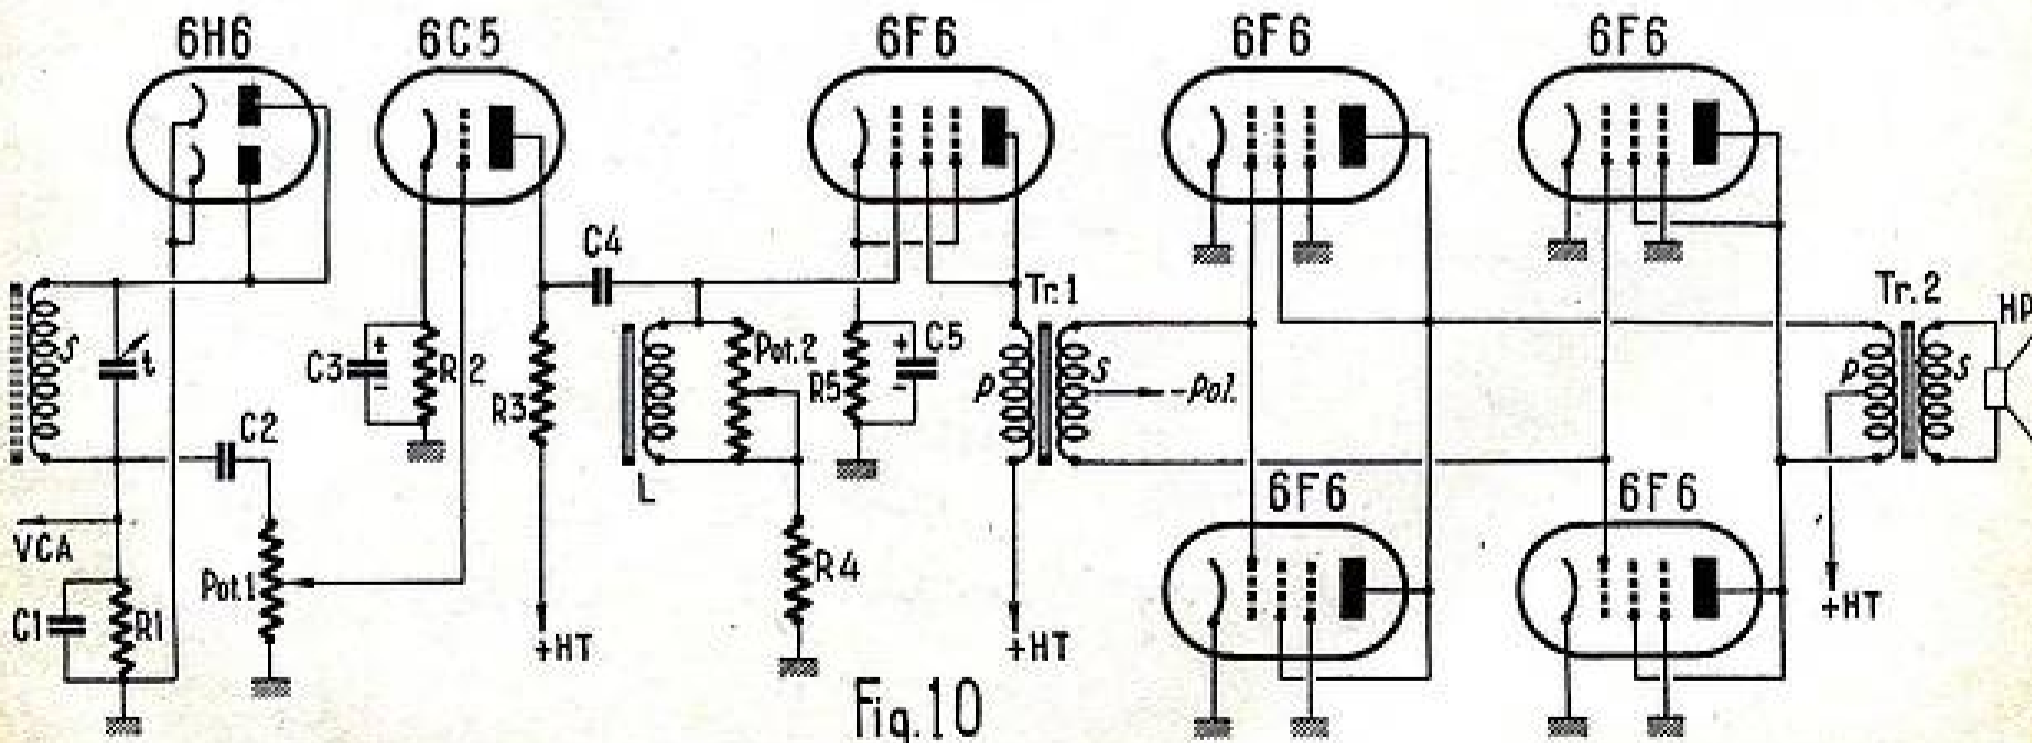 6H6
6C5
6F6
6F6
6F6
S
t
C2
VCA
C1
R1
Pot.1
C3
+
-
R2
R3
+HT
C4
L
Pot.2
R4
R5
+
-
C5
Tr.1
P
S
-Pol.
+HT
6F6
6F6
Tr.2
P
S
HP
+HT
Fig.10